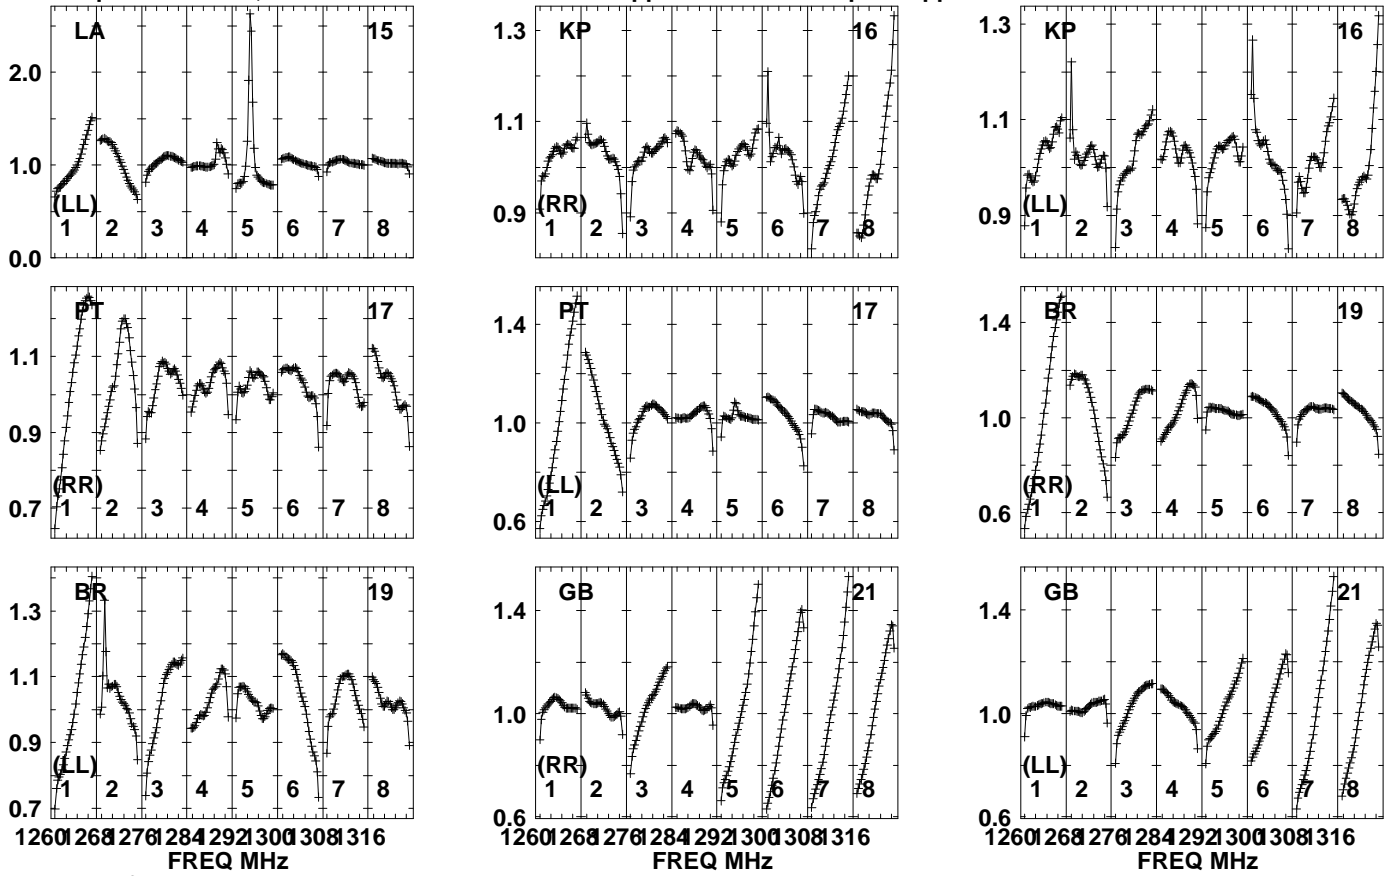 LA 15 KP 16 KP 16
2.0 1.3 1.3
1.0 1.1 1.1
0.0 0.9 0.9
(LL) (RR) (LL)
1 2 3 4 5 6 7 8 1 2 3 4 5 6 7 8 1 2 3 4 5 6 7 8
PT 17 PT 17 BR 19
1.1 1.4 1.4
0.9 1.0 1.0
0.7 0.6 0.6
(RR) (LL) (RR)
1 2 3 4 5 6 7 8 1 2 3 4 5 6 7 8 1 2 3 4 5 6 7 8
BR 19 GB 21 GB 21
1.3 1.4 1.4
1.1 1.0 1.0
0.9
0.7 0.6 0.6
(LL) (RR) (LL)
1 2 3 4 5 6 7 8 1 2 3 4 5 6 7 8 1 2 3 4 5 6 7 8
1260 1268 1276 1284 1292 1300 1308 1316 1260 1268 1276 1284 1292 1300 1308 1316 1260 1268 1276 1284 1292 1300 1308 1316
FREQ MHz FREQ MHz FREQ MHz